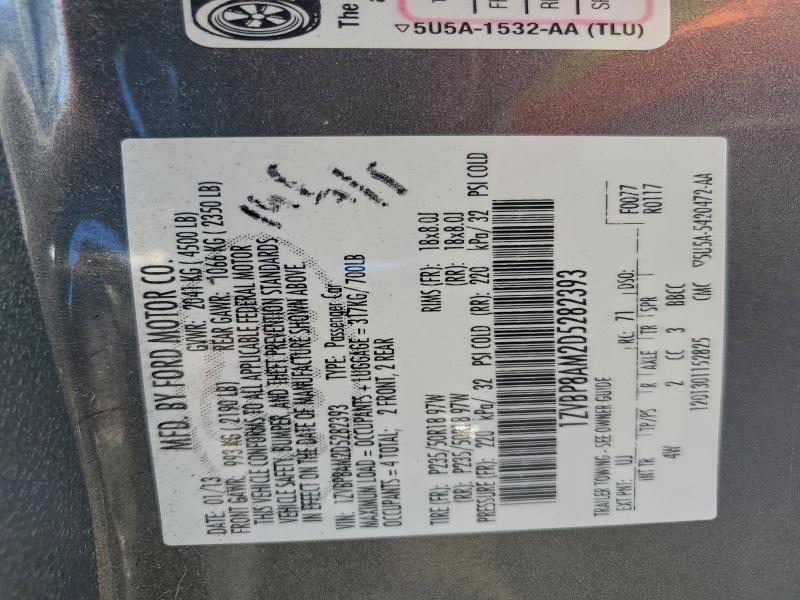 The
5U5A-1532-AA (TLU)
MFD. BY FORD MOTOR CO.
DATE: 01/13 GVWR: 2041 KG ( 4500 LB)
FRONT GAWR: 993 KG ( 2190 LB) REAR GAWR: 1066 KG ( 2350 LB)
THIS VEHICLE CONFORMS TO ALL APPLICABLE FEDERAL MOTOR
VEHICLE SAFETY, BUMPER, AND THEFT PREVENTION STANDARDS
IN EFFECT ON THE DATE OF MANUFACTURE SHOWN ABOVE.
VIN: 1ZVBP8AM2D5282393 TYPE: Passenger Car
MAXIMUM LOAD = OCCUPANTS + LUGGAGE = 317KG/700LB
OCCUPANTS = 4 TOTAL; 2 FRONT, 2 REAR
TIRE (FR): P235/50R18 97W RIMS (FR): 18x8.0J
(RR): P235/50R18 97W (RR): 18x8.0J
PRESSURE (FR): 220 kPa/ 32 PSI COLD (RR): 220 kPa/ 32 PSI COLD
1ZVBP8AM2D5282393
TRAILER TOWING - SEE OWNER GUIDE
EXT PNT: UJ RC: 71 DSO: F0077
R0117
INT TR TP/PS R AXLE TR SPR
4W 2 CC 3 BBCC
1201301152825 CMC 5U5A-5420472-AA